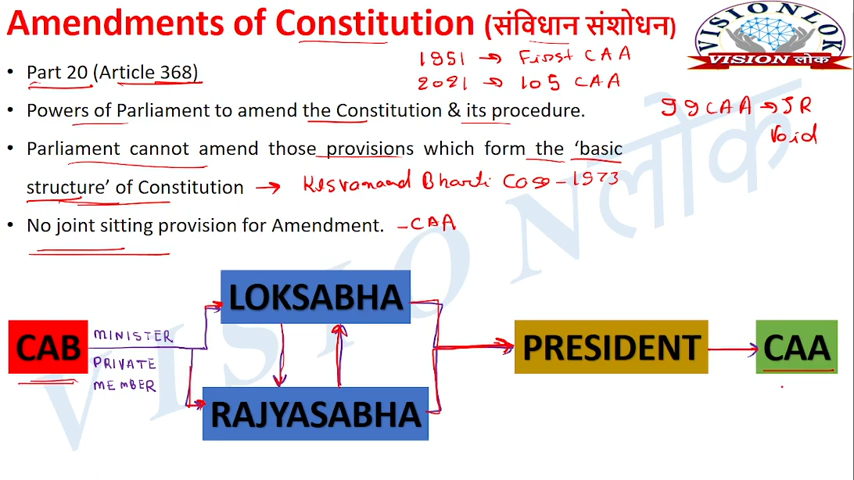 Amendments of Constitution (संविधान संशोधन)
VISIONLOK
VISION लोक
1951 → First CAA
2021 → 105 CAA
• Part 20 (Article 368)
99 CAA → JR
Void
• Powers of Parliament to amend the Constitution & its procedure.
• Parliament cannot amend those provisions which form the ‘basic
structure’ of Constitution → Kesvanand Bharti Case - 1973
• No joint sitting provision for Amendment. - CAA
LOKSABHA
CAB
MINISTER
PRIVATE
MEMBER
PRESIDENT
CAA
RAJYASABHA
VISIONलोक